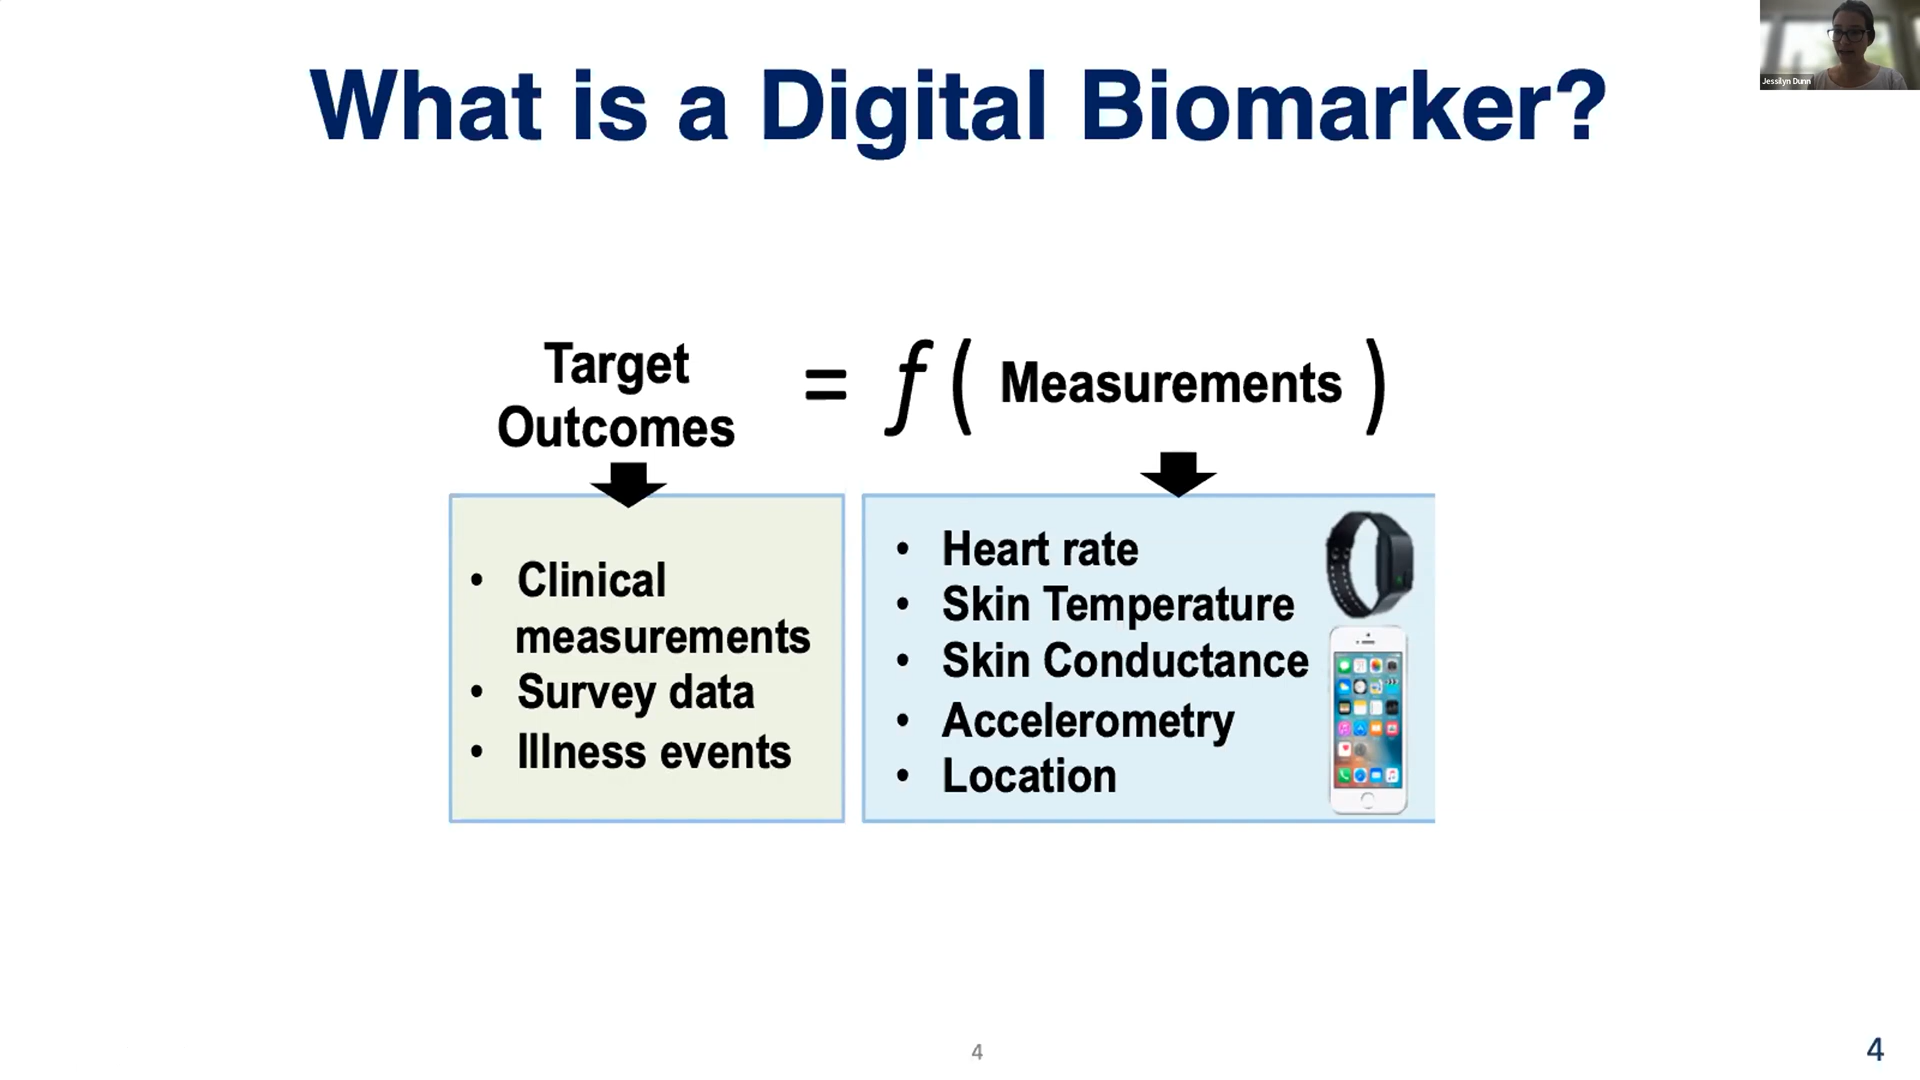 What is a Digital Biomarker?
Jessilyn Dunn
Target
Outcomes
= f ( Measurements )
• Clinical
measurements
• Survey data
• Illness events
• Heart rate
• Skin Temperature
• Skin Conductance
• Accelerometry
• Location
4
4